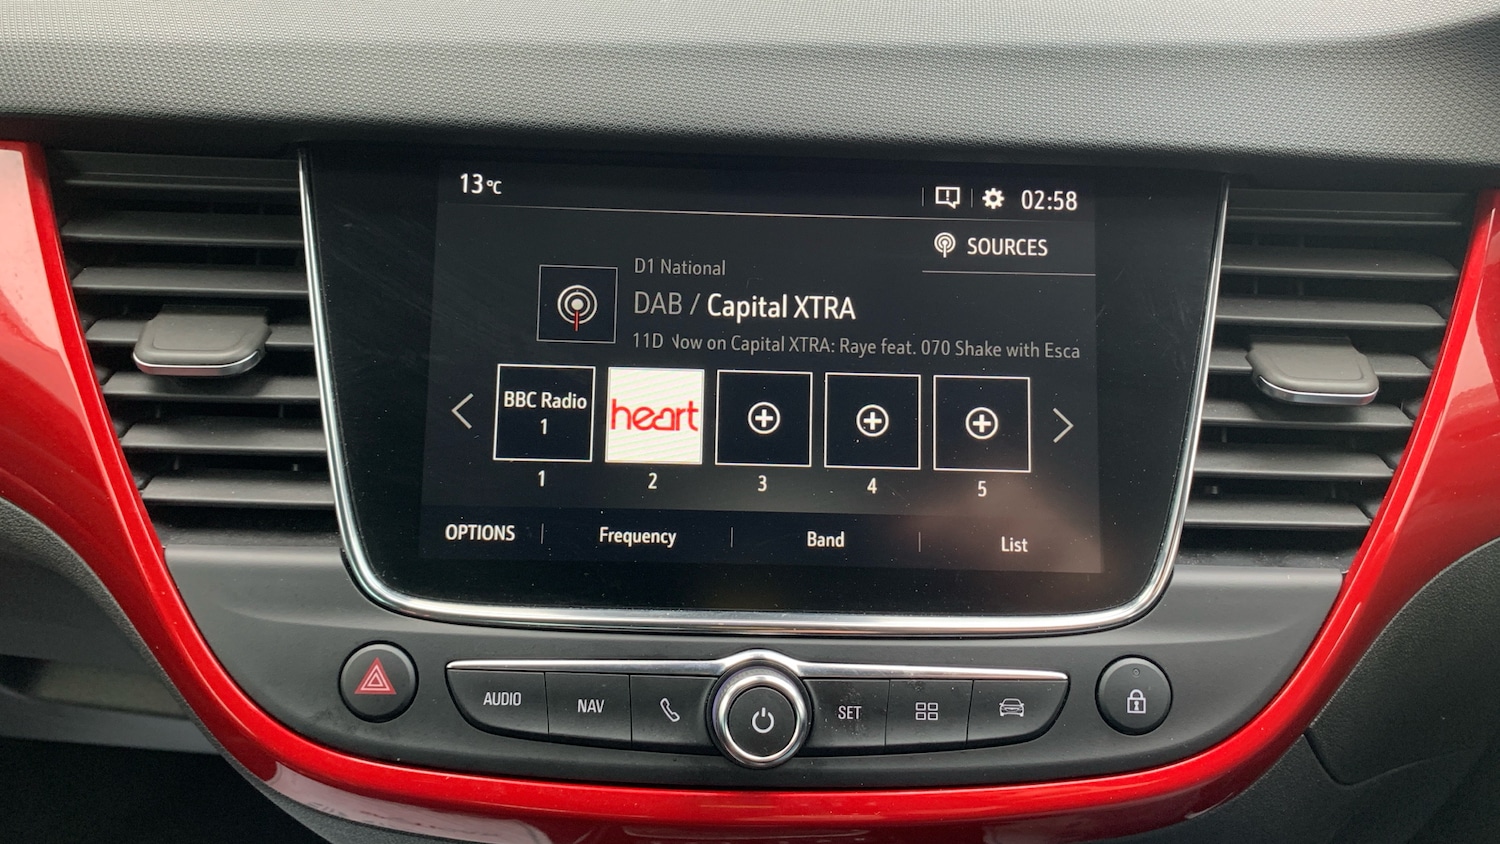 13°C
02:58
SOURCES
D1 National
DAB / Capital XTRA
11D Now on Capital XTRA: Raye feat. 070 Shake with Esca
BBC Radio
1
heart
1
2
3
4
5
OPTIONS
Frequency
Band
List
AUDIO
NAV
SET